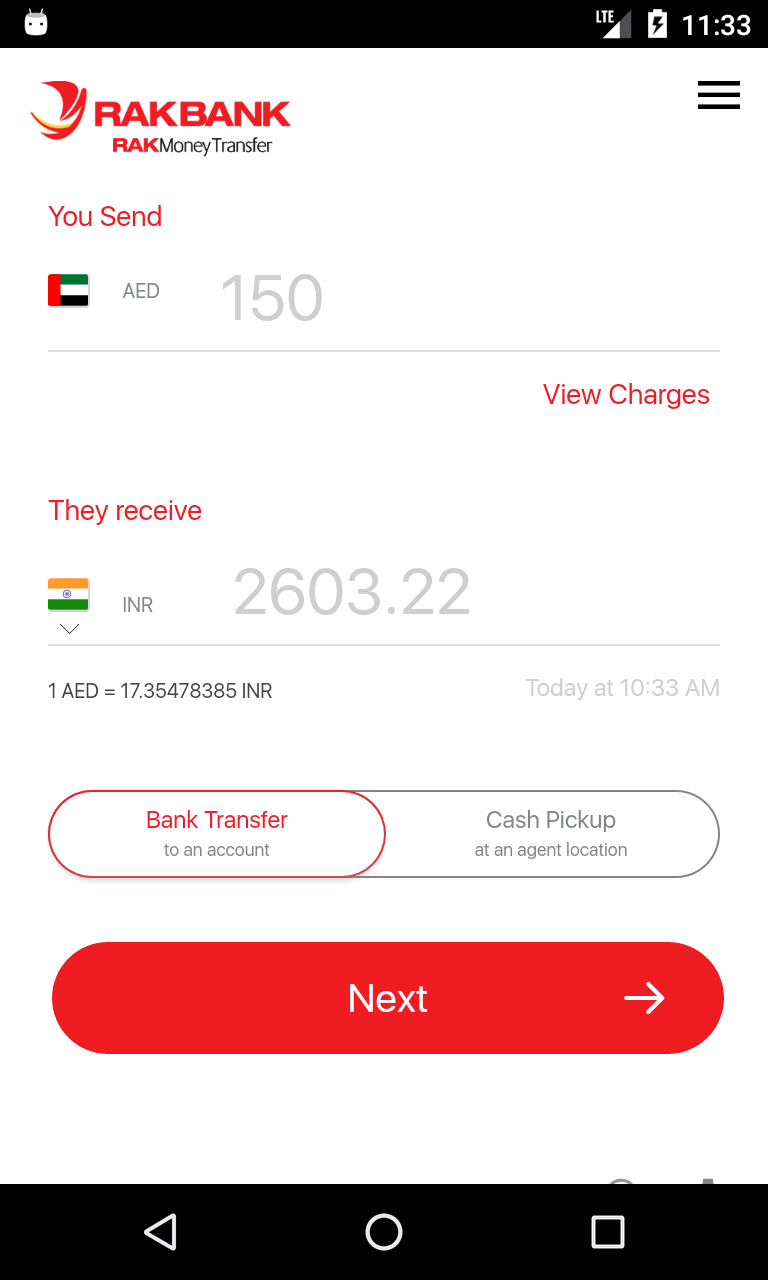 LTE 11:33
RAKBANK
RAKMoneyTransfer
You Send
AED 150
View Charges
They receive
INR 2603.22
1 AED = 17.35478385 INR Today at 10:33 AM
Bank Transfer Cash Pickup
to an account at an agent location
Next